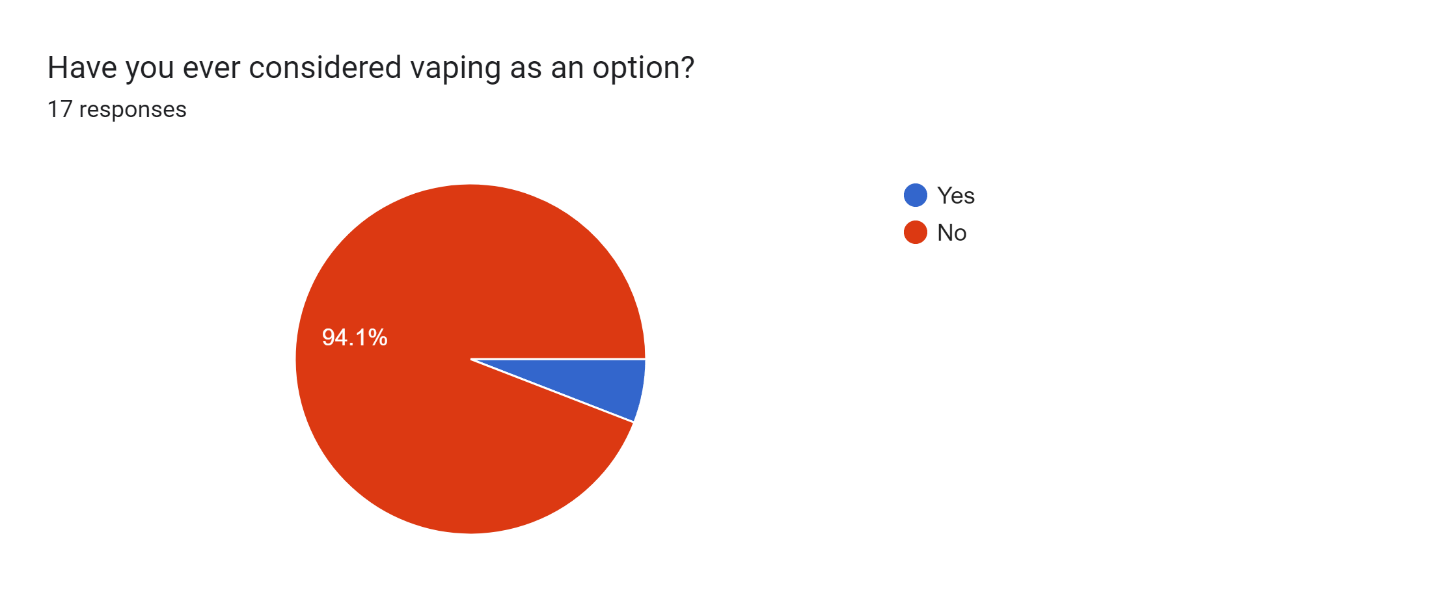 Have you ever considered vaping as an option?
17 responses
Yes
No
94.1%